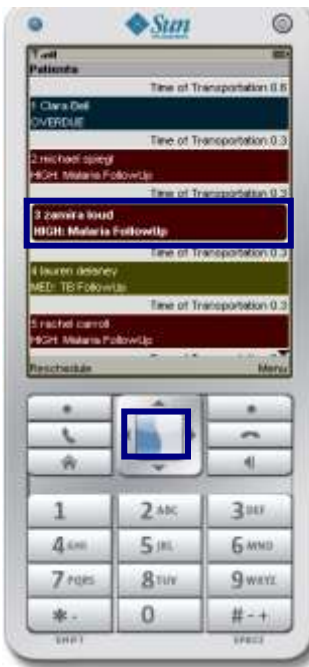 Sun
Patients
Time of Transportation 0.8
1 Clara Bell
OVERDUE
Time of Transportation 0.3
2 michael spiegl
HIGH: Malaria FollowUp
Time of Transportation 0.3
3 zamira loud
HIGH: Malaria FollowUp
Time of Transportation 0.3
4 lauren delaney
MED: TB FollowUp
Time of Transportation 0.3
5 rachel carroll
HIGH: Malaria FollowUp
Reschedule Menu
1 2 ABC 3 DEF
4 GHI 5 JKL 6 MNO
7 PQRS 8 TUV 9 WXYZ
* - 0 # - +
SHIFT SPACE